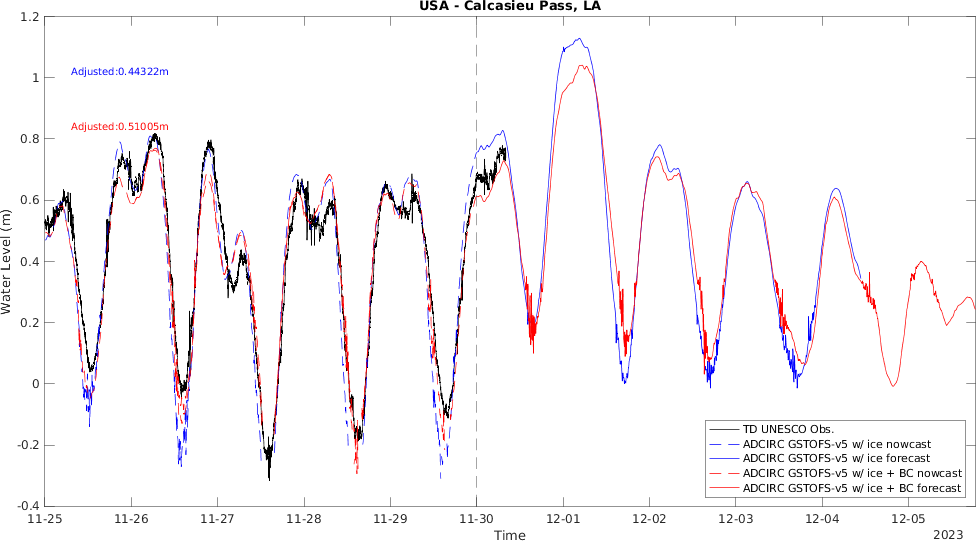 USA - Calcasieu Pass, LA
1.2
1
0.8
0.6
0.4
0.2
0
-0.2
-0.4
Water Level (m)
Adjusted:0.44322m
Adjusted:0.51005m
TD UNESCO Obs.
ADCIRC GSTOFS-v5 w/ ice nowcast
ADCIRC GSTOFS-v5 w/ ice forecast
ADCIRC GSTOFS-v5 w/ ice + BC nowcast
ADCIRC GSTOFS-v5 w/ ice + BC forecast
11-25 11-26 11-27 11-28 11-29 11-30 12-01 12-02 12-03 12-04 12-05
Time
2023